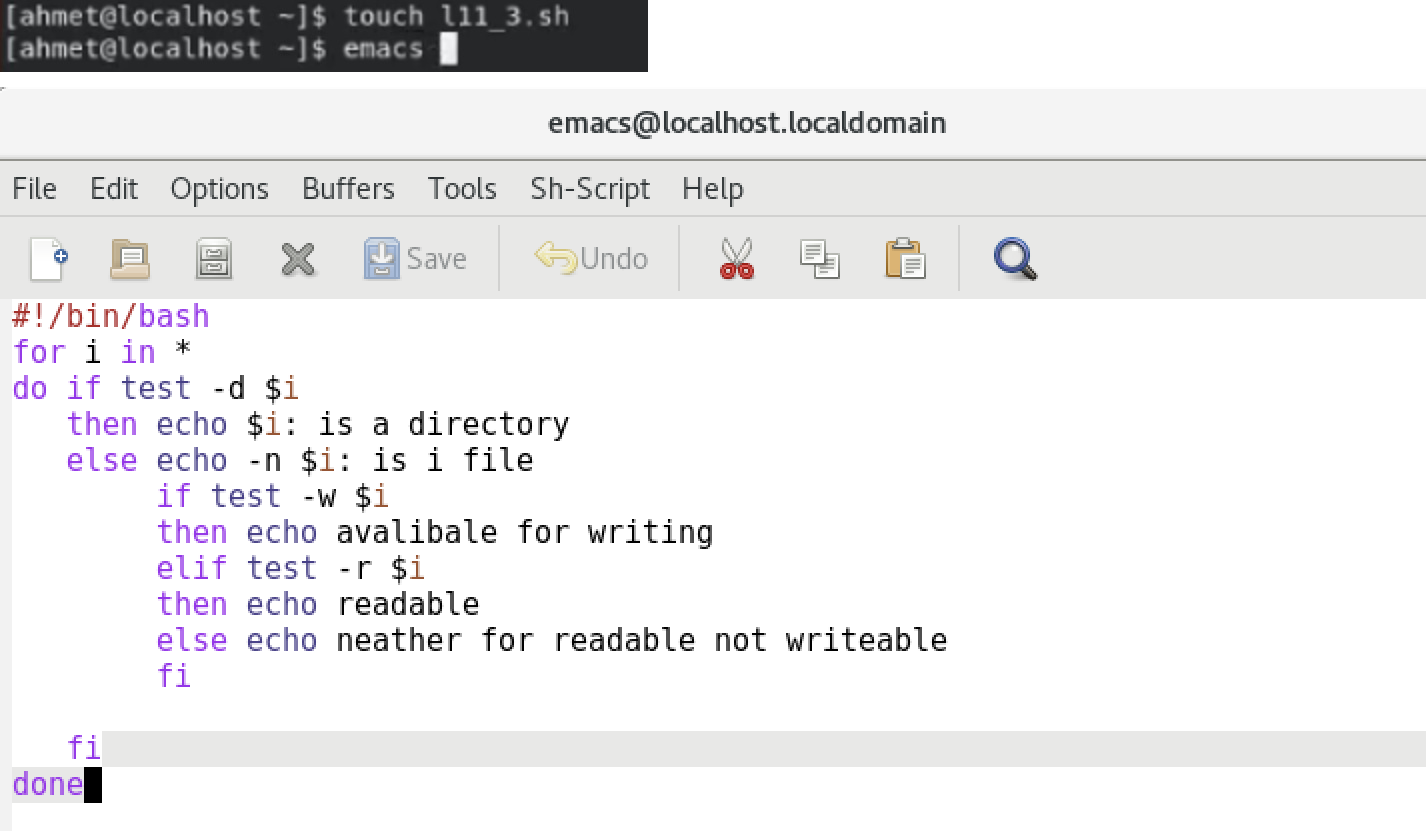 [ahmet@localhost ~]$ touch l11_3.sh
[ahmet@localhost ~]$ emacs
emacs@localhost.localdomain
File Edit Options Buffers Tools Sh-Script Help
Save Undo
#!/bin/bash
for i in *
do if test -d $i
   then echo $i: is a directory
   else echo -n $i: is i file
        if test -w $i
        then echo avalibale for writing
        elif test -r $i
        then echo readable
        else echo neather for readable not writeable
        fi
   fi
done